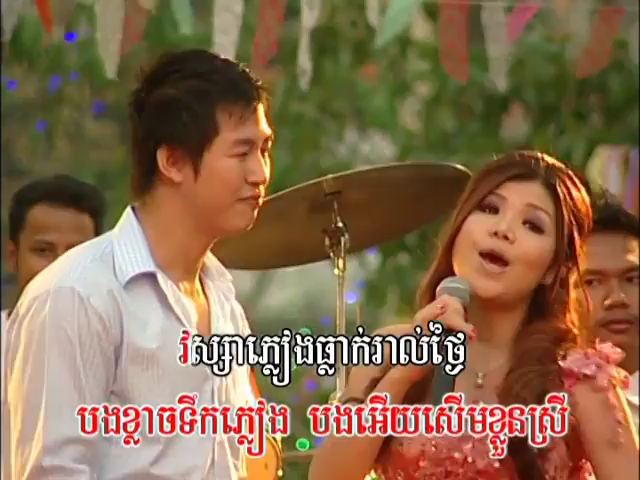 វស្សាភ្លៀងធ្លាក់រាល់ថ្ងៃ
បងខ្លាចទឹកភ្លៀង បងអើយសើមខ្លួនស្រី